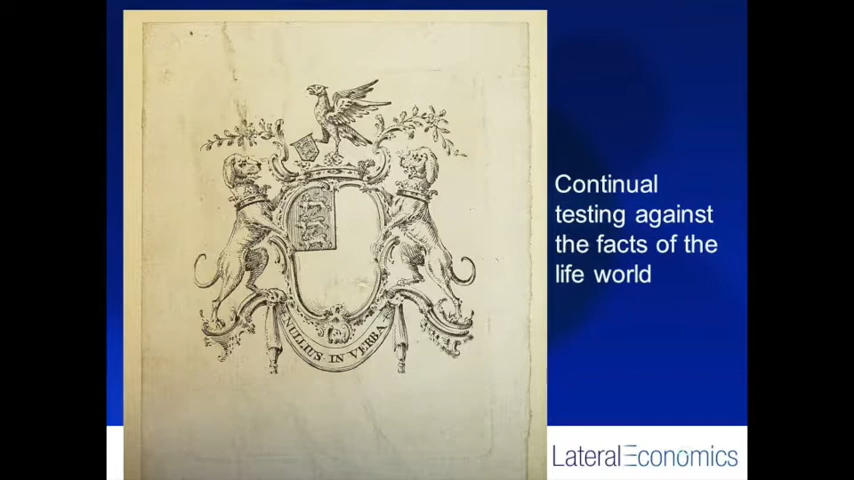 NULLIUS · IN VERBA
Continual
testing against
the facts of the
life world
LateralEconomics